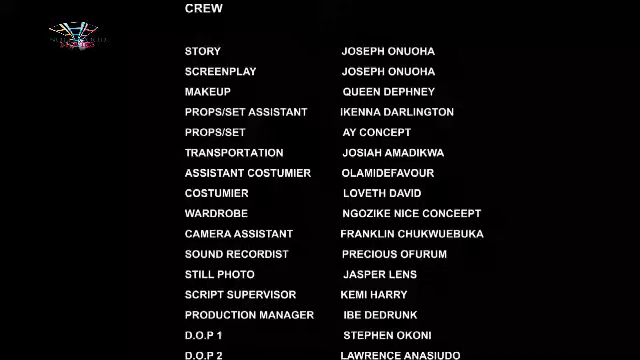 CREW
STORY JOSEPH ONUOHA
SCREENPLAY JOSEPH ONUOHA
MAKEUP QUEEN DEPHNEY
PROPS/SET ASSISTANT IKENNA DARLINGTON
PROPS/SET AY CONCEPT
TRANSPORTATION JOSIAH AMADIKWA
ASSISTANT COSTUMIER OLAMIDEFAVOUR
COSTUMIER LOVETH DAVID
WARDROBE NGOZIKE NICE CONCEEPT
CAMERA ASSISTANT FRANKLIN CHUKWUEBUKA
SOUND RECORDIST PRECIOUS OFURUM
STILL PHOTO JASPER LENS
SCRIPT SUPERVISOR KEMI HARRY
PRODUCTION MANAGER IBE DEDRUNK
D.O.P 1 STEPHEN OKONI
D.O.P 2 LAWRENCE ANASIUDO